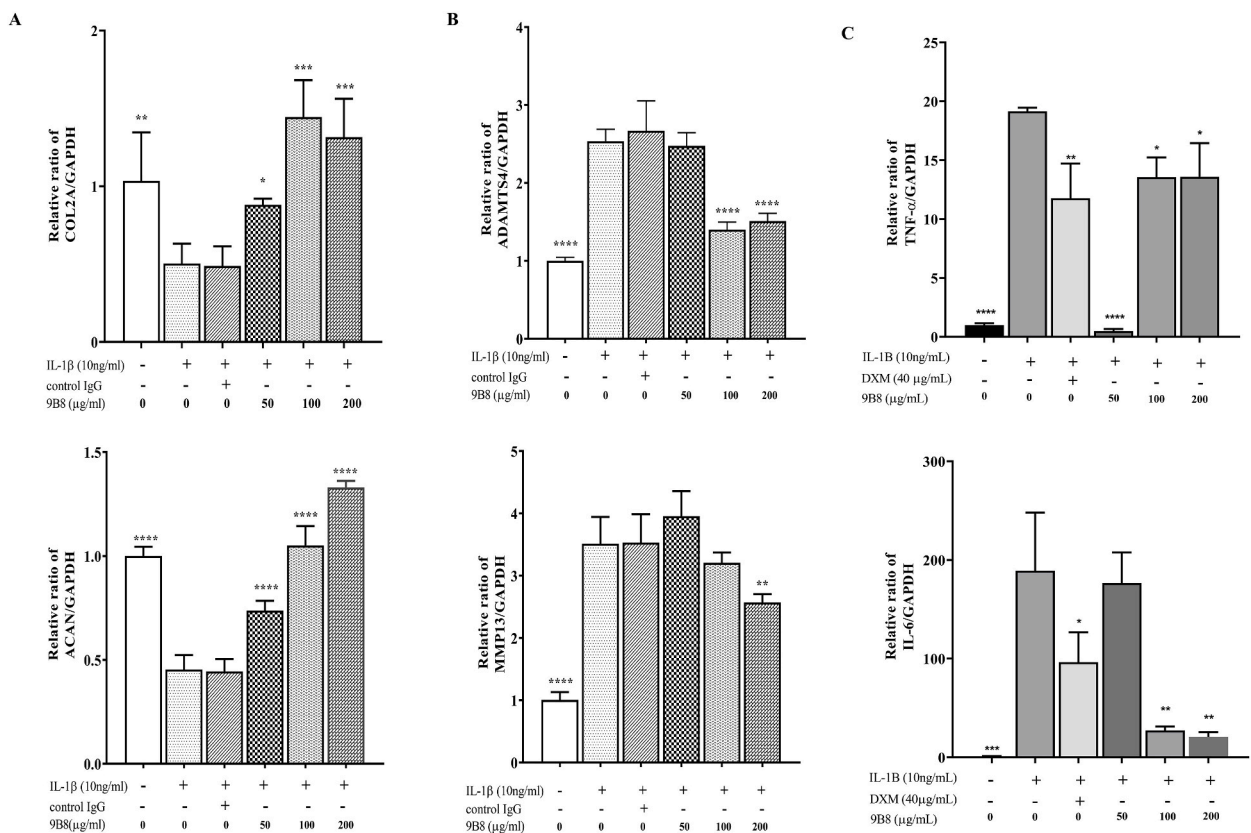 A
Relative ratio of
COL2A/GAPDH
2
1
0
**
*
***
***
IL-1β (10ng/ml) - + + + + +
control IgG - - + - - -
9B8 (μg/ml) 0 0 0 50 100 200
B
Relative ratio of
ADAMTS4/GAPDH
4
3
2
1
0
****
****
****
IL-1β (10ng/ml) - + + + + +
control IgG - - + - - -
9B8 (μg/ml) 0 0 0 50 100 200
C
Relative ratio of
TNF-α/GAPDH
25
20
15
10
5
0
****
**
****
*
*
IL-1B (10ng/mL) - + + + + +
DXM (40 μg/mL) - - + - - -
9B8 (μg/mL) 0 0 0 50 100 200
Relative ratio of
ACAN/GAPDH
1.5
1.0
0.5
0.0
****
****
****
****
IL-1β (10ng/ml) - + + + + +
control IgG - - + - - -
9B8(μg/ml) 0 0 0 50 100 200
Relative ratio of
MMP13/GAPDH
5
4
3
2
1
0
****
**
IL-1β (10ng/ml) - + + + + +
control IgG - - + - - -
9B8 (μg/ml) 0 0 0 50 100 200
Relative ratio of
IL-6/GAPDH
300
200
100
0
***
*
**
**
IL-1B (10ng/mL) - + + + + +
DXM (40μg/mL) - - + - - -
9B8 (μg/mL) 0 0 0 50 100 200